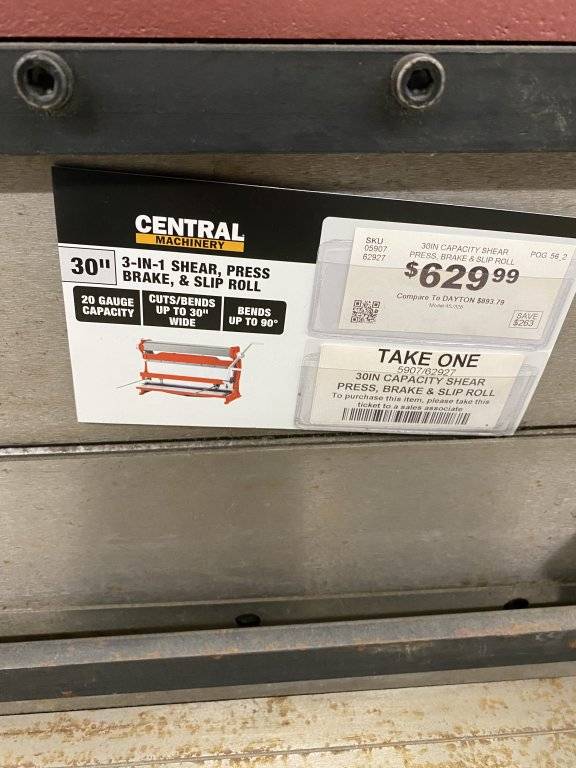 CENTRAL
MACHINERY
30"
3-IN-1 SHEAR, PRESS
BRAKE, & SLIP ROLL
20 GAUGE
CAPACITY
CUTS/BENDS
UP TO 30"
WIDE
BENDS
UP TO 90°
SKU
05907
62927
30IN CAPACITY SHEAR
PRESS, BRAKE & SLIP ROLL
POG 56_2
$629 99
Compare To DAYTON $893.79
SAVE
$263
TAKE ONE
5907/62927
30IN CAPACITY SHEAR
PRESS, BRAKE & SLIP ROLL
To purchase this item, please take this
ticket to a sales associate